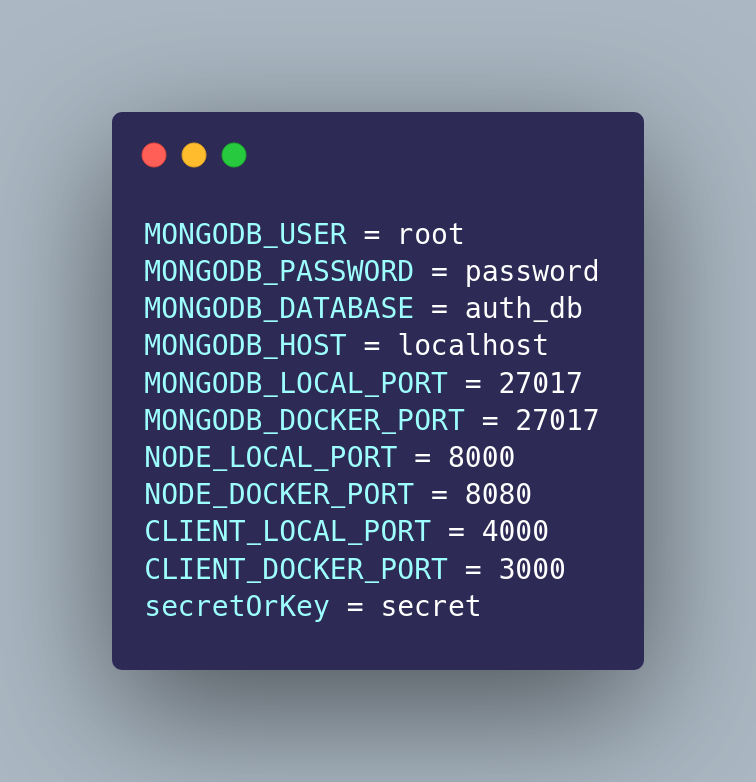 MONGODB_USER = root
MONGODB_PASSWORD = password
MONGODB_DATABASE = auth_db
MONGODB_HOST = localhost
MONGODB_LOCAL_PORT = 27017
MONGODB_DOCKER_PORT = 27017
NODE_LOCAL_PORT = 8000
NODE_DOCKER_PORT = 8080
CLIENT_LOCAL_PORT = 4000
CLIENT_DOCKER_PORT = 3000
secretOrKey = secret